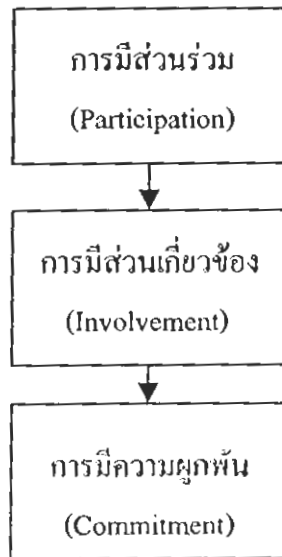 การมีส่วนร่วม
(Participation)
การมีส่วนเกี่ยวข้อง
(Involvement)
การมีความผูกพัน
(Commitment)